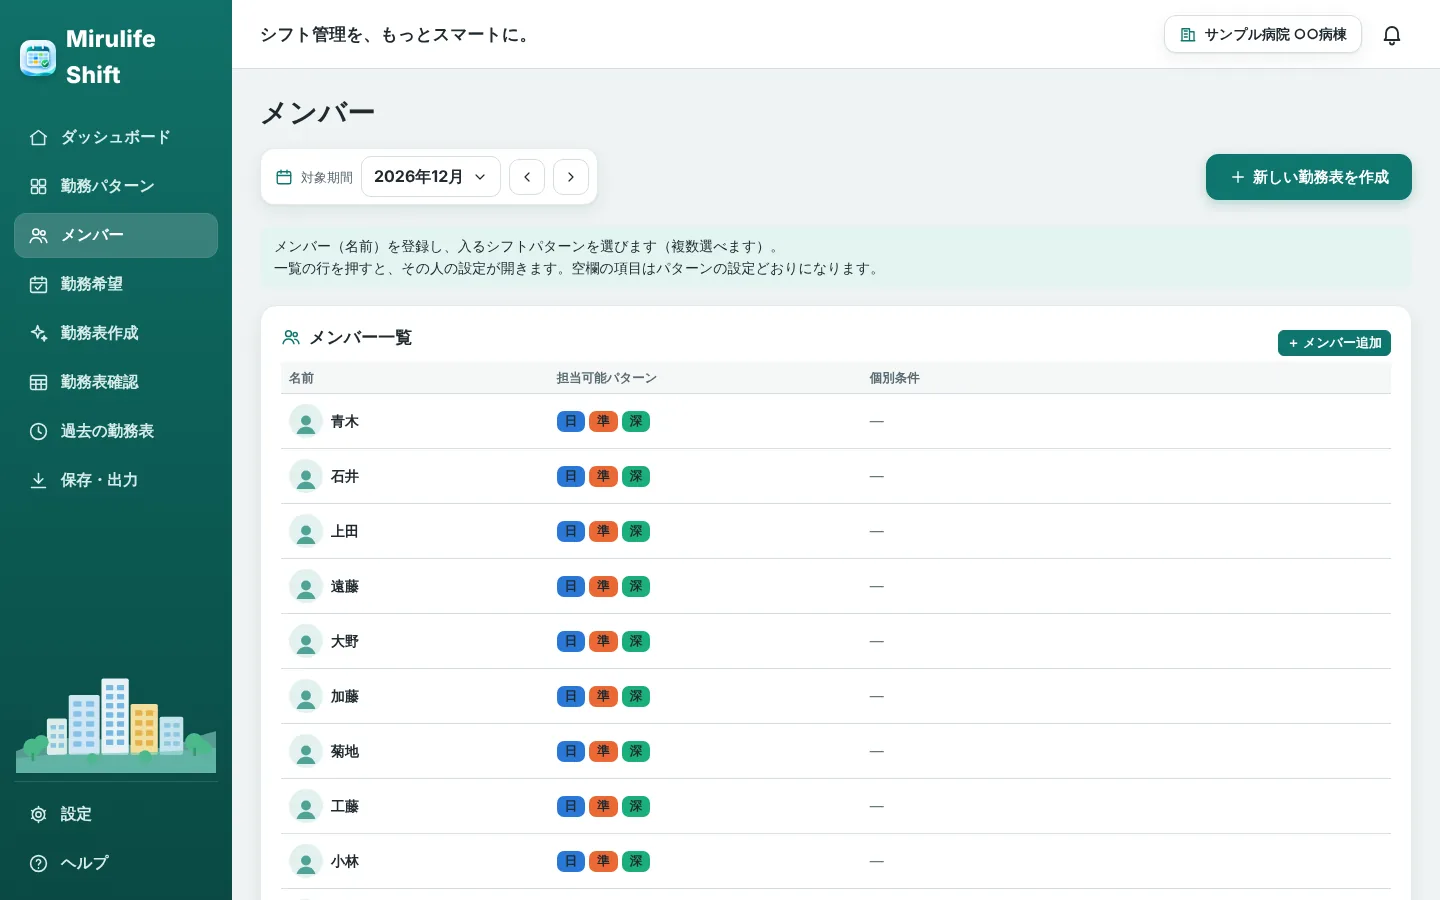 Mirulife
Shift
ダッシュボード
勤務パターン
メンバー
勤務希望
勤務表作成
勤務表確認
過去の勤務表
保存・出力
設定
ヘルプ
シフト管理を、もっとスマートに。
サンプル病院 〇〇病棟
メンバー
対象期間 2026年12月
＋ 新しい勤務表を作成
メンバー（名前）を登録し、入るシフトパターンを選びます（複数選べます）。
一覧の行を押すと、その人の設定が開きます。空欄の項目はパターンの設定どおりになります。
メンバー一覧
+ メンバー追加
名前 担当可能パターン 個別条件
青木 日 準 深 —
石井 日 準 深 —
上田 日 準 深 —
遠藤 日 準 深 —
大野 日 準 深 —
加藤 日 準 深 —
菊地 日 準 深 —
工藤 日 準 深 —
小林 日 準 深 —